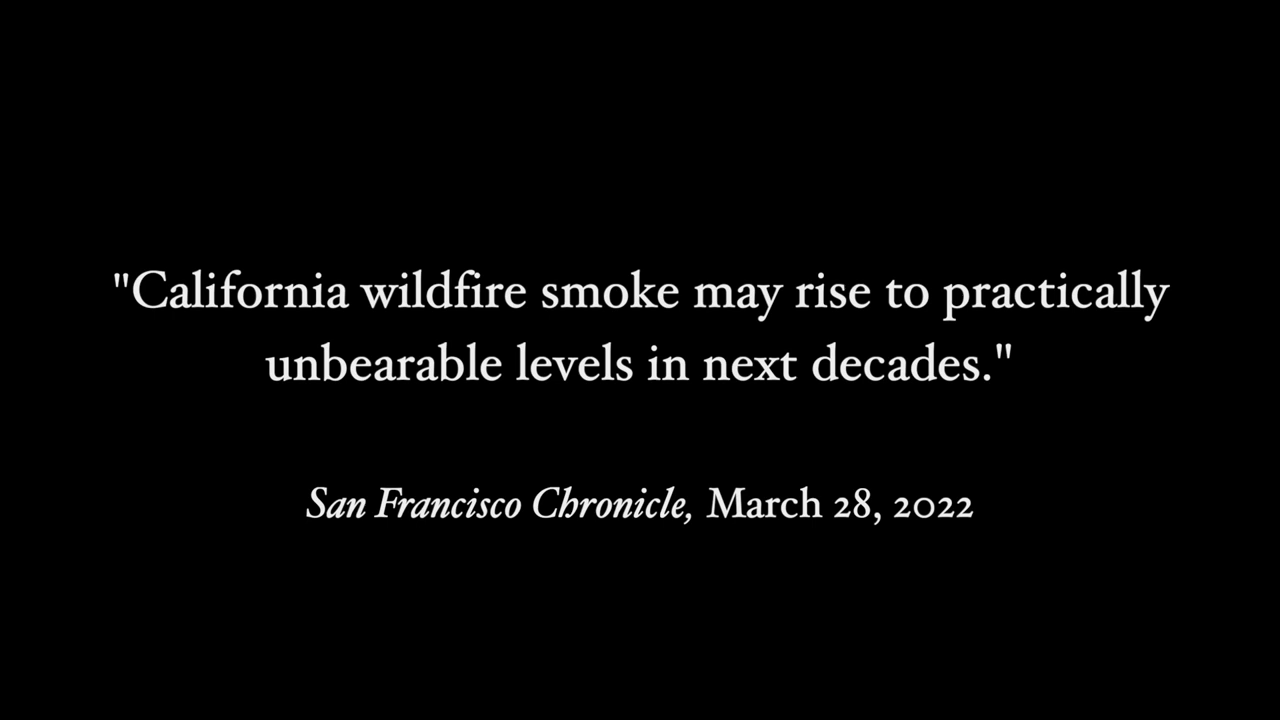 "California wildfire smoke may rise to practically
unbearable levels in next decades."
San Francisco Chronicle, March 28, 2022